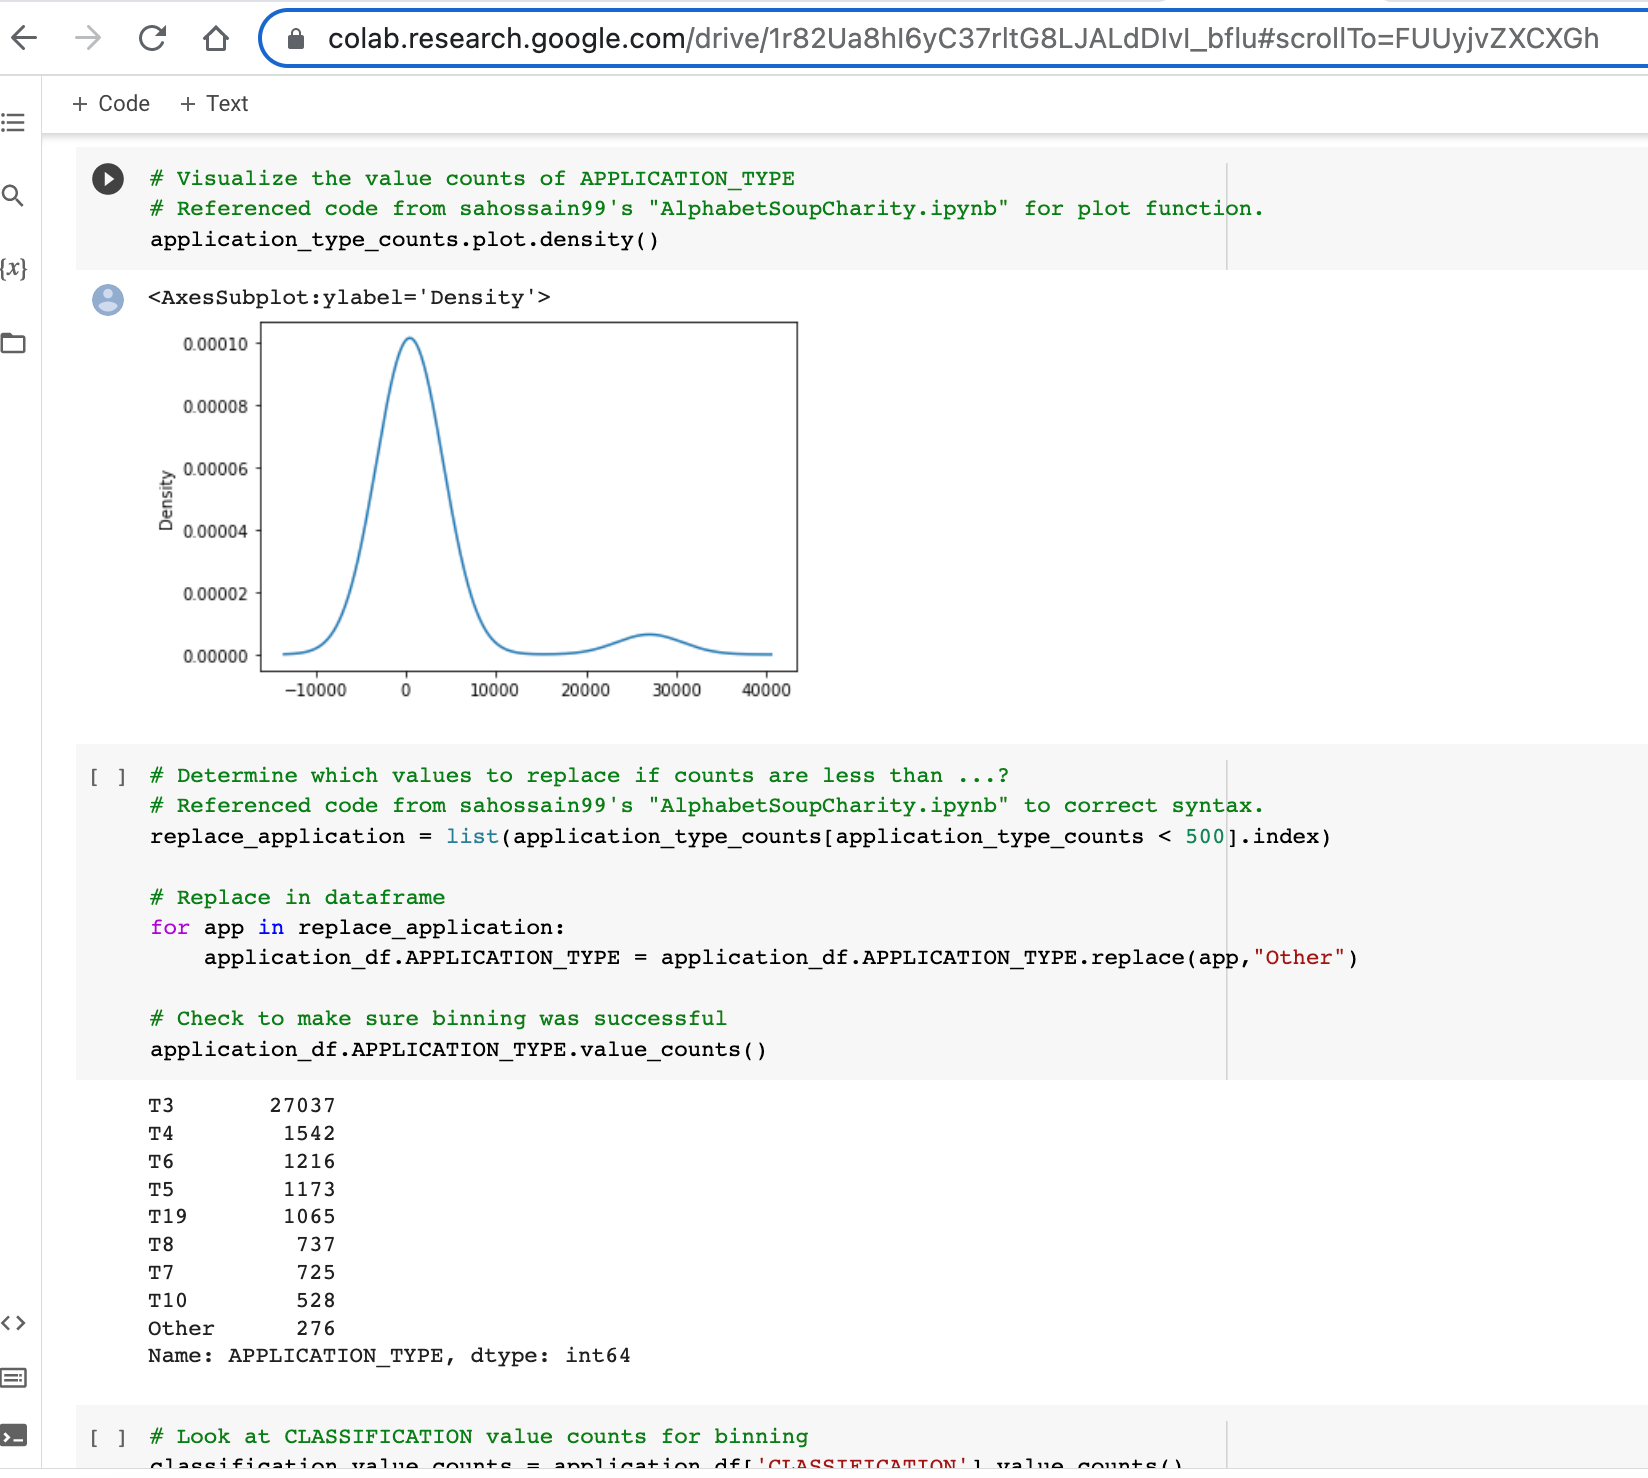 colab.research.google.com/drive/1r82Ua8hI6yC37rltG8LJALdDIvI_bflu#scrollTo=FUUyjvZXCXGh
+ Code + Text
# Visualize the value counts of APPLICATION_TYPE
# Referenced code from sahossain99's "AlphabetSoupCharity.ipynb" for plot function.
{x}
application_type_counts.plot.density()
<AxesSubplot:ylabel='Density'>
0.00010
0.00008
0.00006
0.00004
0.00002
0.00000
Density
−10000 0 10000 20000 30000 40000
[ ] # Determine which values to replace if counts are less than ...?
# Referenced code from sahossain99's "AlphabetSoupCharity.ipynb" to correct syntax.
replace_application = list(application_type_counts[application_type_counts < 500].index)
# Replace in dataframe
for app in replace_application:
    application_df.APPLICATION_TYPE = application_df.APPLICATION_TYPE.replace(app,"Other")
# Check to make sure binning was successful
application_df.APPLICATION_TYPE.value_counts()
T3 27037
T4 1542
T6 1216
T5 1173
T19 1065
T8 737
T7 725
T10 528
Other 276
Name: APPLICATION_TYPE, dtype: int64
[ ] # Look at CLASSIFICATION value counts for binning
classification_value_counts = application_df['CLASSIFICATION'].value_counts()